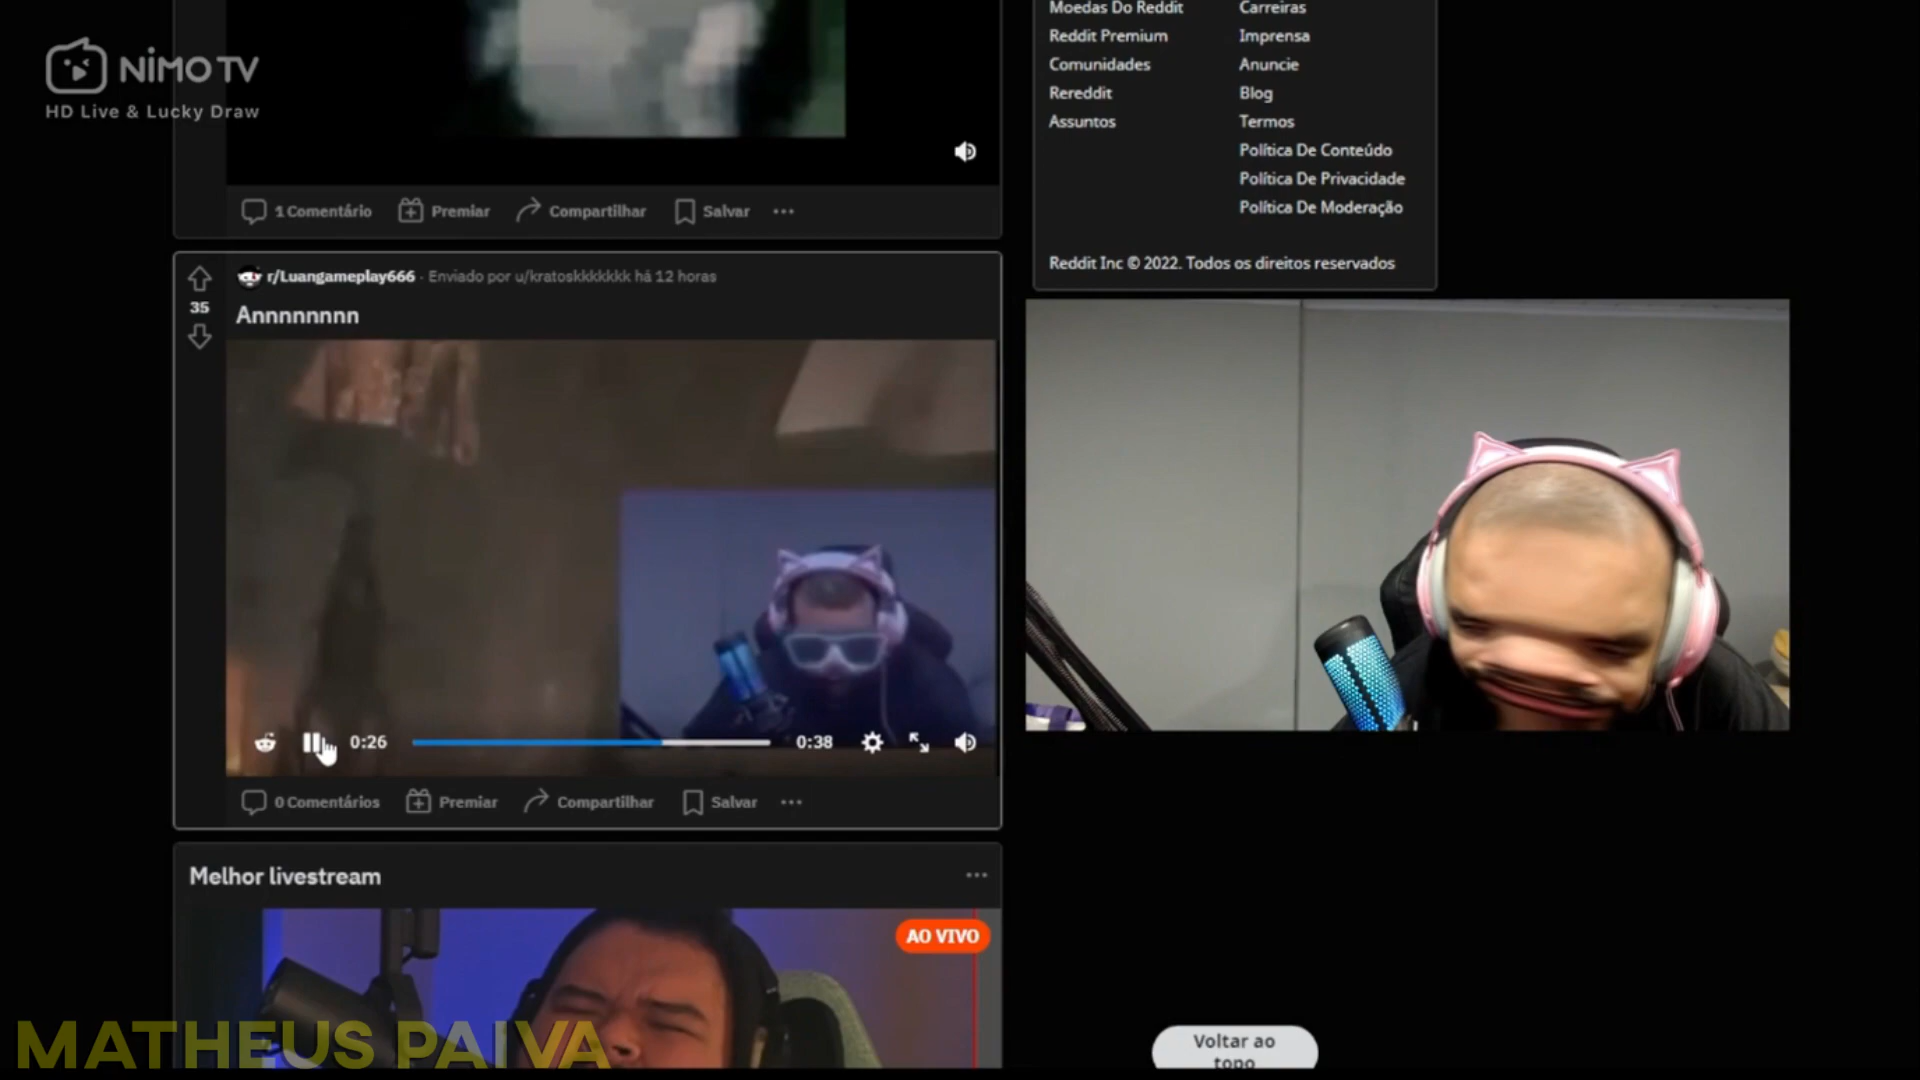 NIMO TV
HD Live & Lucky Draw
1 Comentário
Premiar
Compartilhar
Salvar
r/Luangameplay666 · Enviado por u/kratoskkkkkkk há 12 horas
35
Annnnnnnn
0:26
0:38
0 Comentários
Premiar
Compartilhar
Salvar
Melhor livestream
AO VIVO
MATHEUS PAIVA
Moedas Do Reddit
Carreiras
Reddit Premium
Imprensa
Comunidades
Anuncie
Rereddit
Blog
Assuntos
Termos
Política De Conteúdo
Política De Privacidade
Política De Moderação
Reddit Inc © 2022. Todos os direitos reservados
Voltar ao
topo